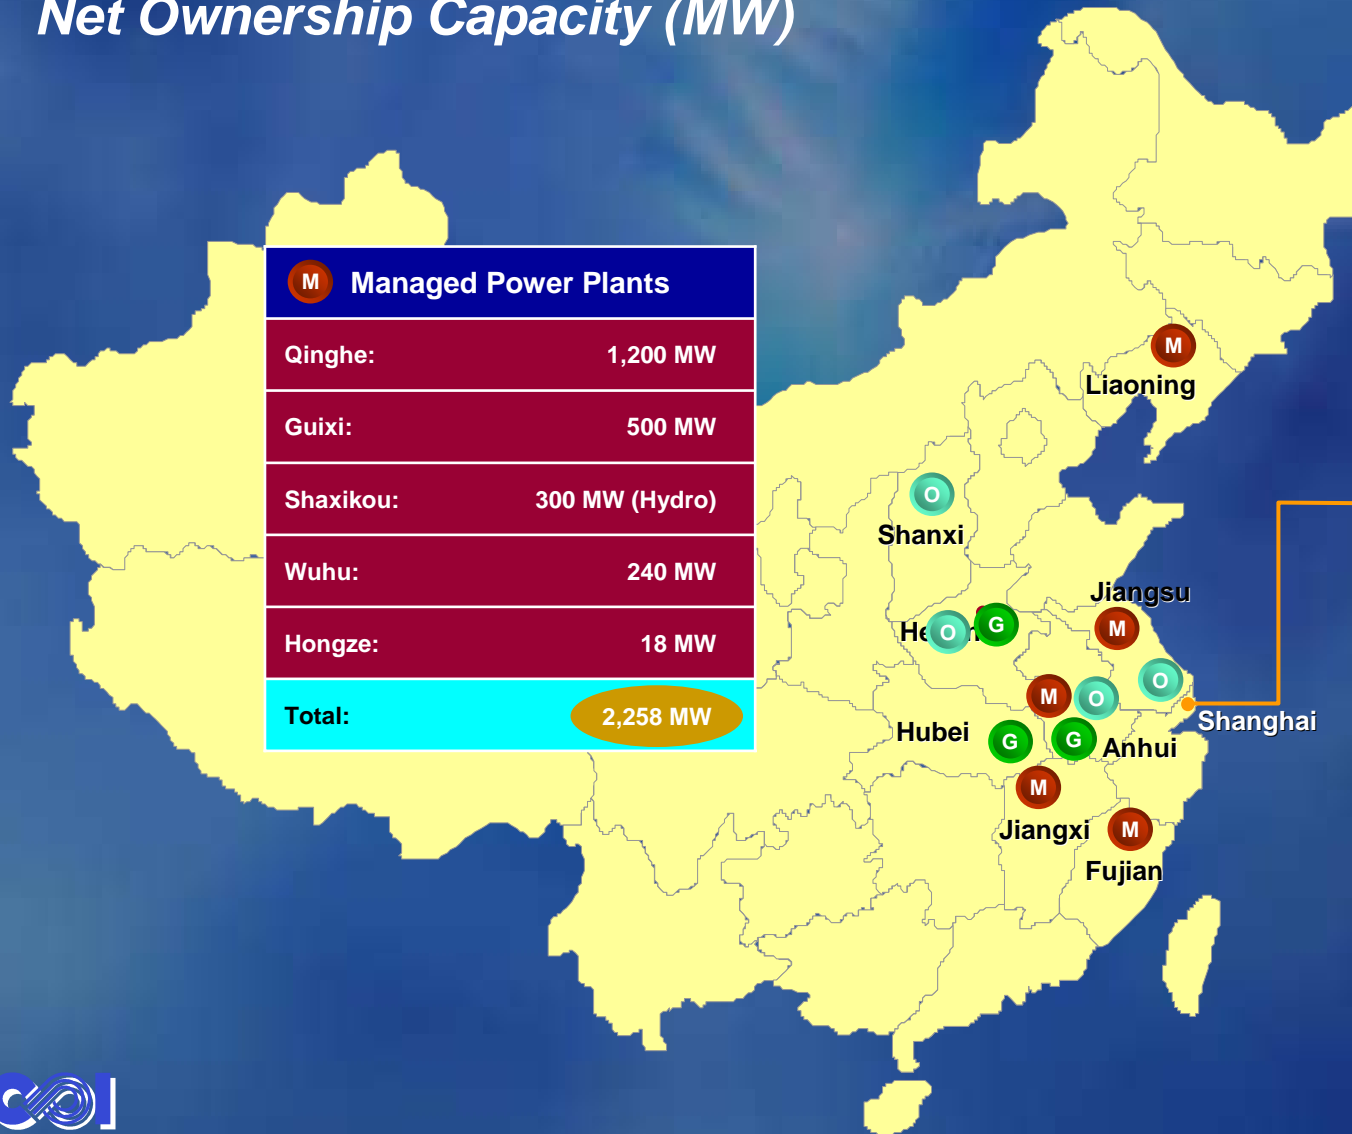 Net Ownership Capacity (MW)
M Managed Power Plants
Qinghe: 1,200 MW
Guixi: 500 MW
Shaxikou: 300 MW (Hydro)
Wuhu: 240 MW
Hongze: 18 MW
Total: 2,258 MW
M
Liaoning
O
Shanxi
Jiangsu
O G
M
M O
O
Shanghai
Hubei
G
G
Anhui
M
Jiangxi
M
Fujian